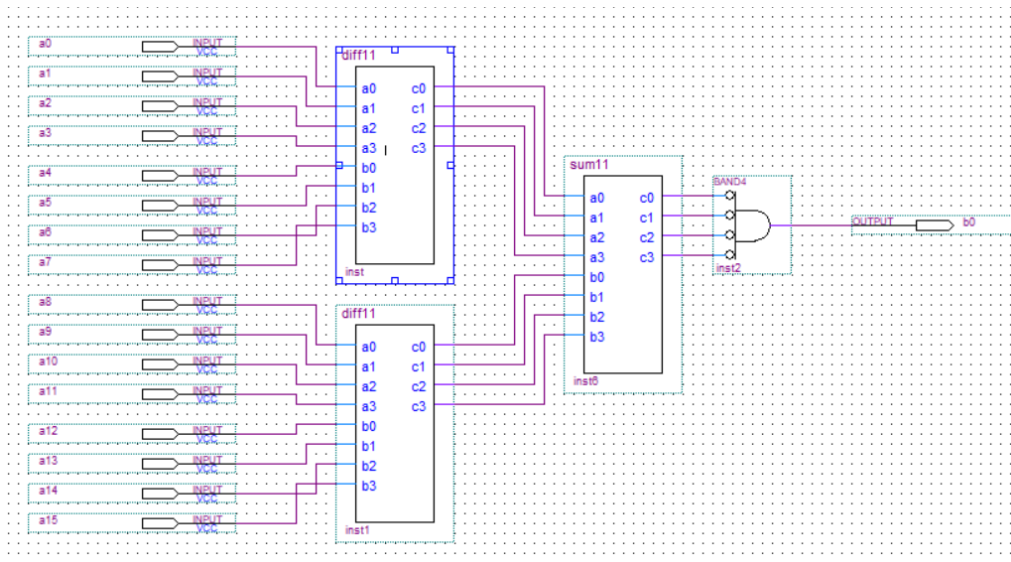 a0 INPUT VCC
a1 INPUT VCC
a2 INPUT VCC
a3 INPUT VCC
a4 INPUT VCC
a5 INPUT VCC
a6 INPUT VCC
a7 INPUT VCC
a8 INPUT VCC
a9 INPUT VCC
a10 INPUT VCC
a11 INPUT VCC
a12 INPUT VCC
a13 INPUT VCC
a14 INPUT VCC
a15 INPUT VCC
diff11
a0 c0
a1 c1
a2 c2
a3 c3
b0
b1
b2
b3
inst
diff11
a0 c0
a1 c1
a2 c2
a3 c3
b0
b1
b2
b3
inst1
sum11
a0 c0
a1 c1
a2 c2
a3 c3
b0
b1
b2
b3
inst6
BAND4
inst2
OUTPUT b0